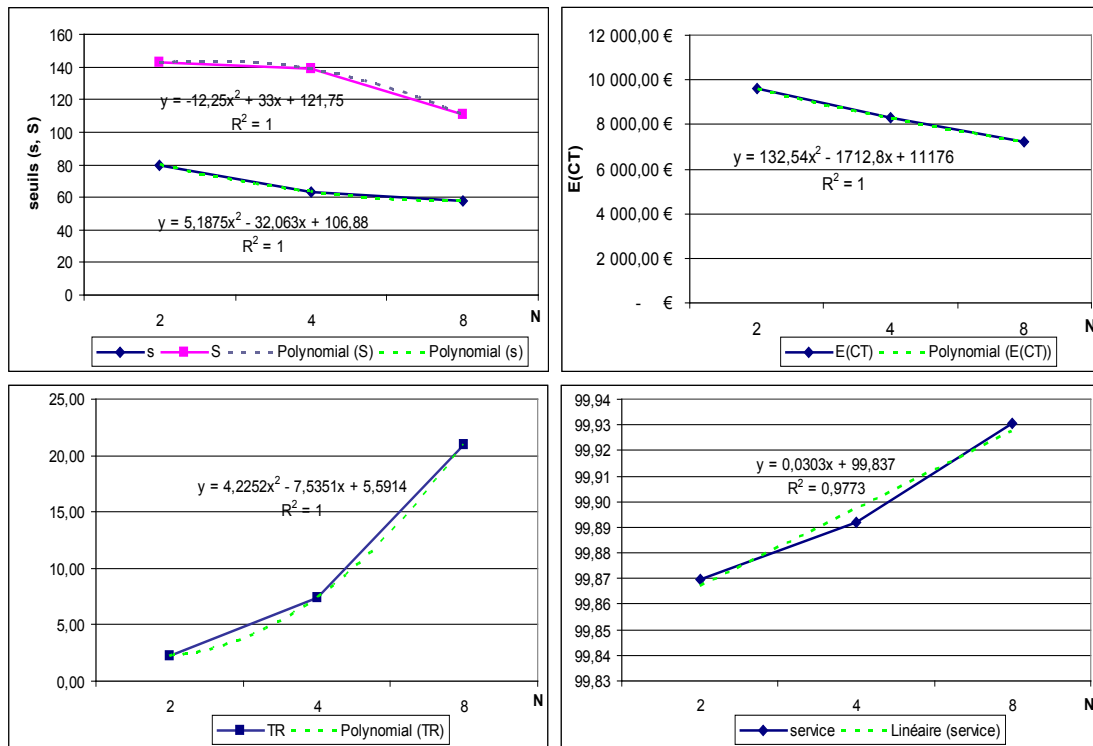 160
140
120
100
80
60
40
20
0
seuils (s, S)
y = -12,25x² + 33x + 121,75
R² = 1
y = 5,1875x² - 32,063x + 106,88
R² = 1
2 4 8 N
s S Polynomial (S) Polynomial (s)
12 000,00 €
10 000,00 €
8 000,00 €
6 000,00 €
4 000,00 €
2 000,00 €
- €
E(CT)
y = 132,54x² - 1712,8x + 11176
R² = 1
2 4 8 N
E(CT) Polynomial (E(CT))
25,00
20,00
15,00
10,00
5,00
0,00
y = 4,2252x² - 7,5351x + 5,5914
R² = 1
2 4 8 N
TR Polynomial (TR)
99,94
99,93
99,92
99,91
99,90
99,89
99,88
99,87
99,86
99,85
99,84
99,83
y = 0,0303x + 99,837
R² = 0,9773
2 4 8 N
service Linéaire (service)